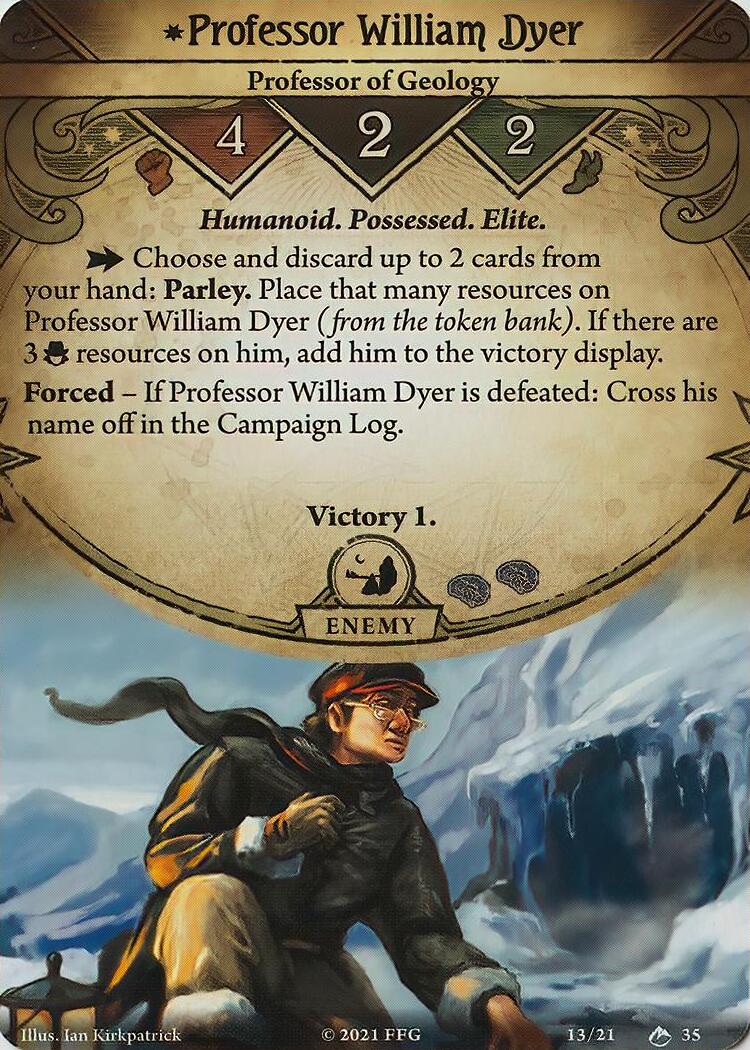 Professor William Dyer
Professor of Geology
4 2 2
Humanoid. Possessed. Elite.
Choose and discard up to 2 cards from
your hand: Parley. Place that many resources on
Professor William Dyer (from the token bank). If there are
3 resources on him, add him to the victory display.
Forced – If Professor William Dyer is defeated: Cross his
name off in the Campaign Log.
Victory 1.
ENEMY
Illus. Ian Kirkpatrick © 2021 FFG 13/21 35